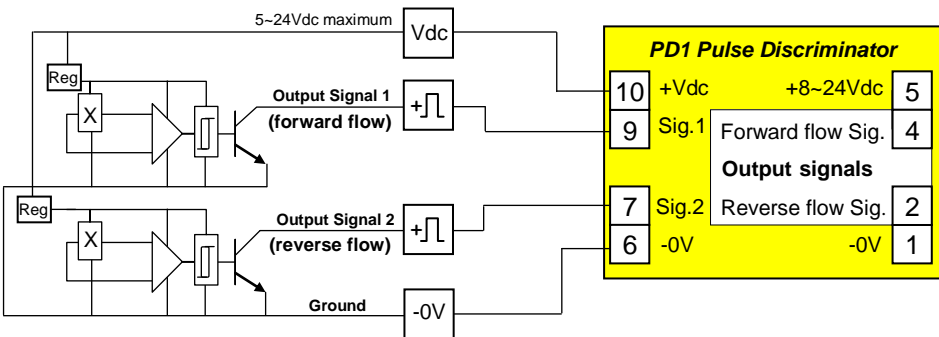 5~24Vdc maximum
Vdc
Reg
X
Output Signal 1
(forward flow)
+
Reg
X
Output Signal 2
(reverse flow)
+
Ground
-0V
PD1 Pulse Discriminator
10 +Vdc
+8~24Vdc 5
9 Sig.1
Forward flow Sig. 4
Output signals
7 Sig.2
Reverse flow Sig. 2
6 -0V
-0V 1